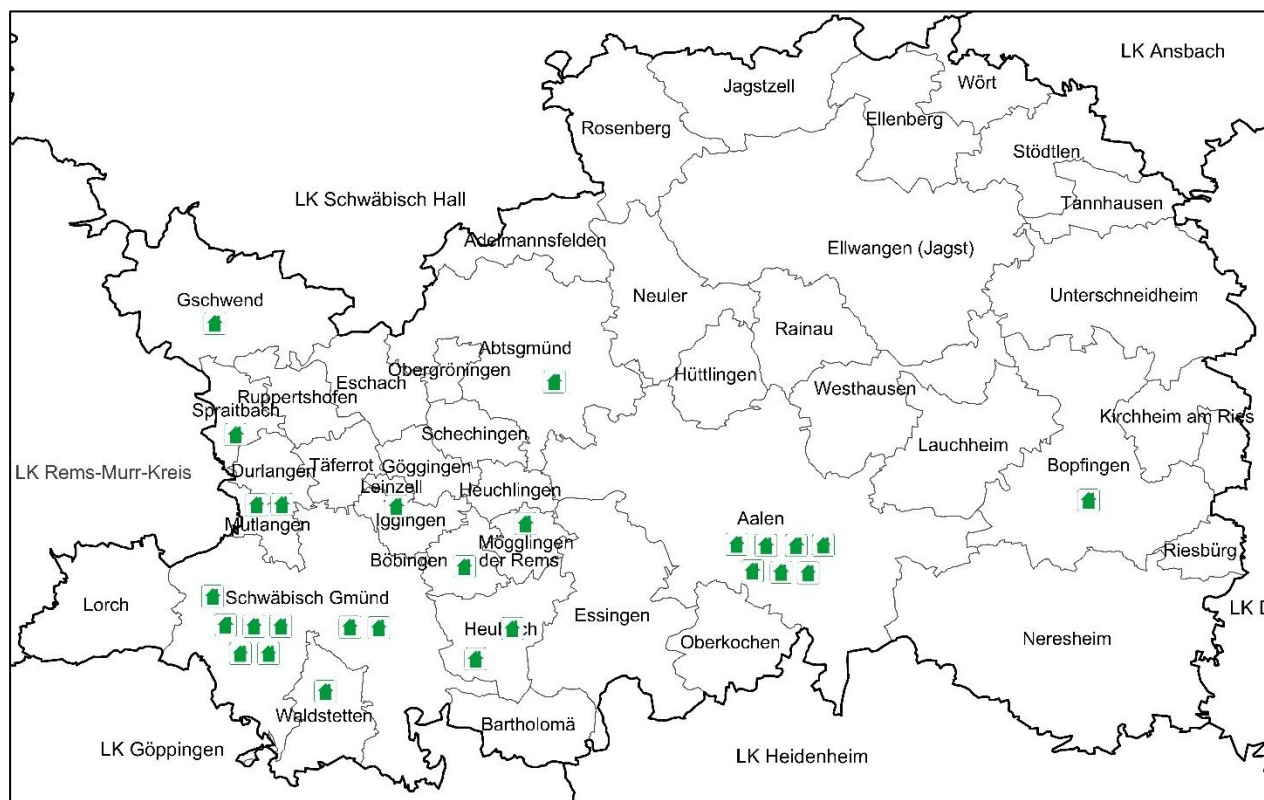 LK Ansbach
Wört
Jagstzell
Ellenberg
Rosenberg
Stödtlen
LK Schwäbisch Hall
Tannhausen
Adelmannsfelden
Ellwangen (Jagst)
Neuler
Unterschneidheim
Gschwend
Rainau
Abtsgmünd
Obergröningen
Hüttlingen
Eschach
Westhausen
Ruppertshofen
Spraitbach
Kirchheim am Ries
Schechingen
Lauchheim
LK Rems-Murr-Kreis
Durlangen
Täferrot
Göggingen
Bopfingen
Leinzell
Heuchlingen
Mutlangen
Iggingen
Aalen
Mögglingen
Böbingen
der Rems
Riesbürg
Lorch
Schwäbisch Gmünd
LK D
Essingen
Heubach
Oberkochen
Neresheim
Waldstetten
Bartholomä
LK Göppingen
LK Heidenheim